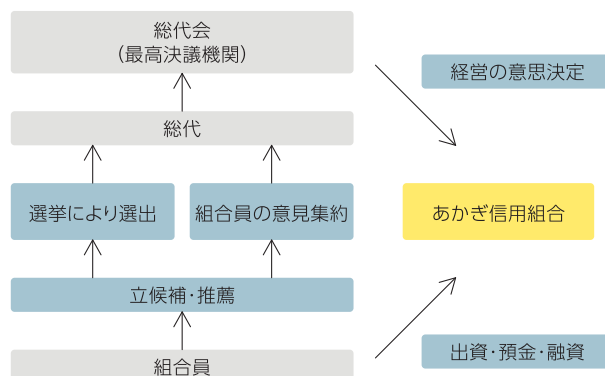 総代会
(最高決議機関)
経営の意思決定
総代
選挙により選出
組合員の意見集約
あかぎ信用組合
立候補・推薦
出資・預金・融資
組合員